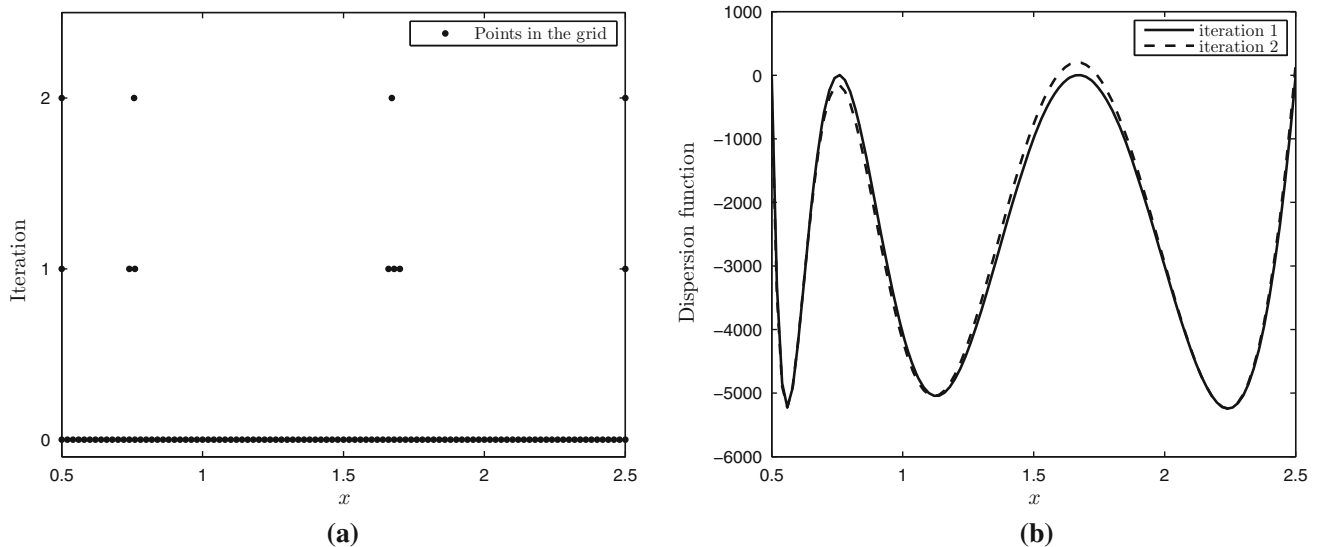 Points in the grid
2
1
0
Iteration
0.5
1
1.5
2
2.5
x
(a)
iteration 1
iteration 2
1000
0
−1000
−2000
−3000
−4000
−5000
−6000
Dispersion function
0.5
1
1.5
2
2.5
x
(b)